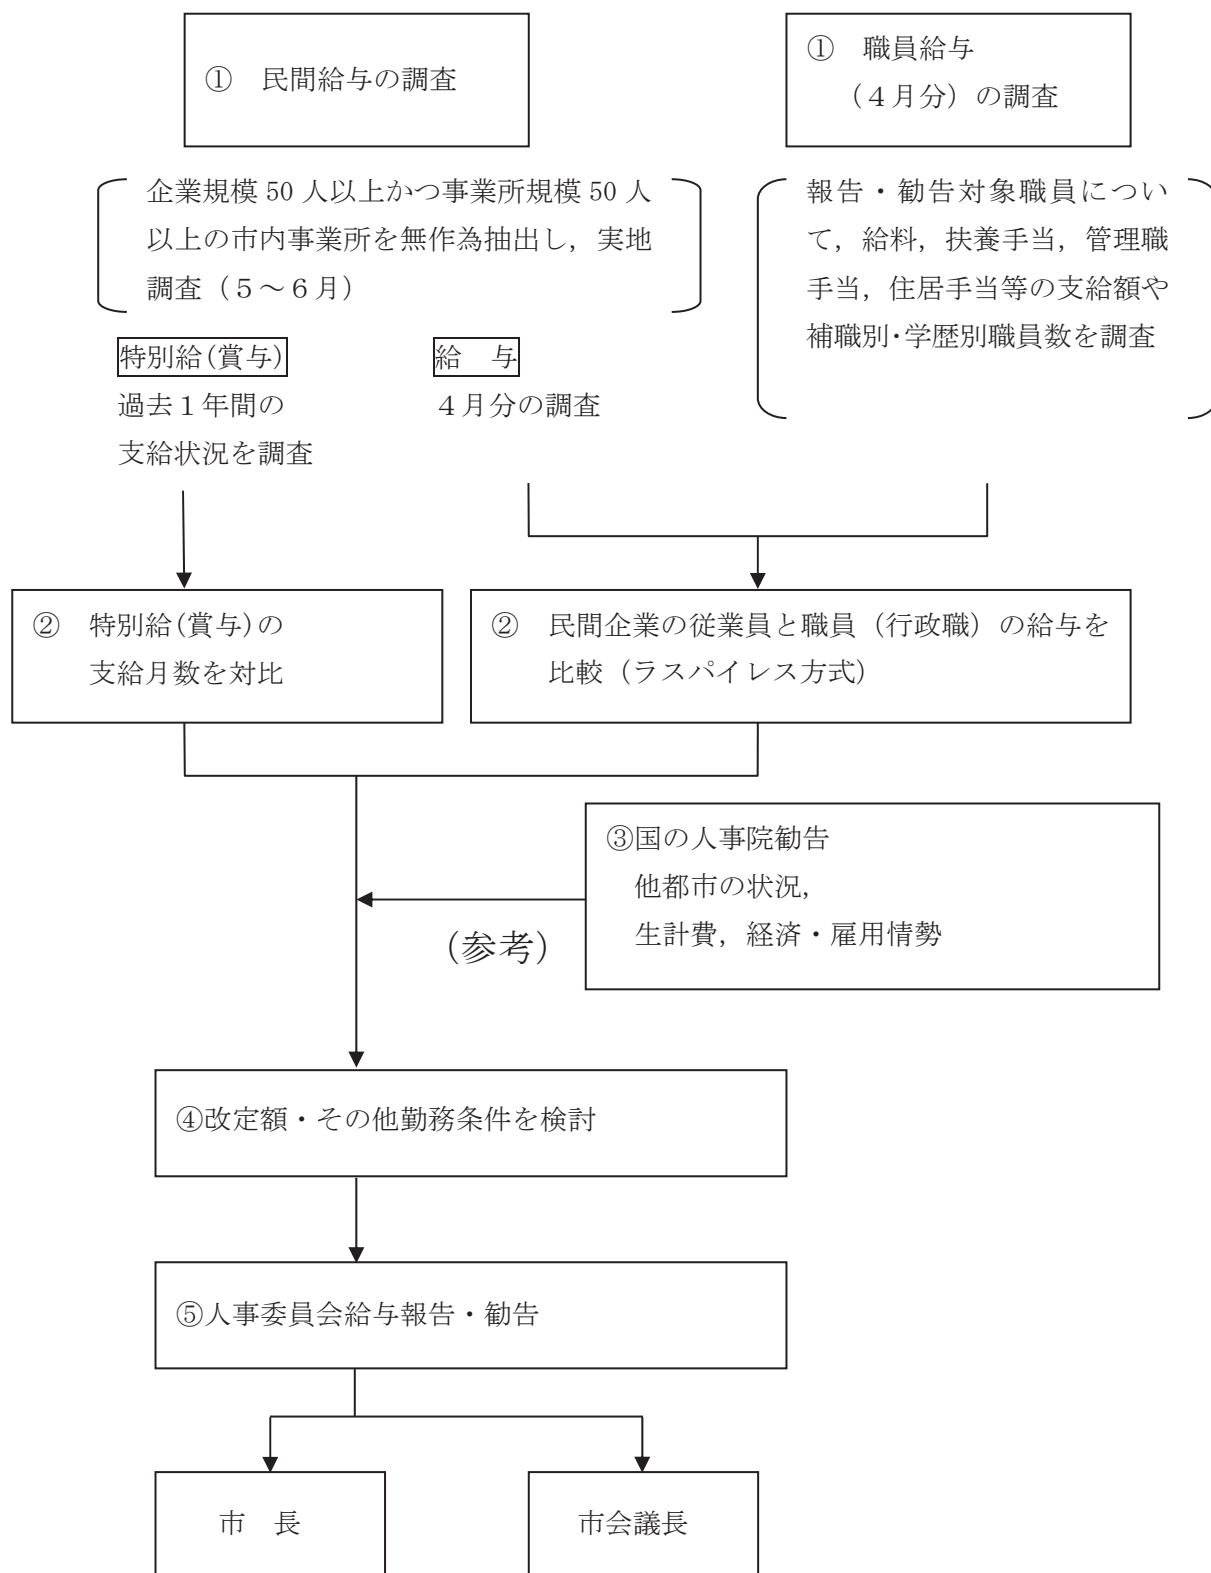 ① 民間給与の調査
① 職員給与
(4月分)の調査
企業規模 50 人以上かつ事業所規模 50 人
以上の市内事業所を無作為抽出し，実地
調査（5～6月）
特別給(賞与)
過去１年間の
支給状況を調査
給　与
４月分の調査
報告・勧告対象職員につい
て，給料，扶養手当，管理職
手当，住居手当等の支給額や
補職別・学歴別職員数を調査
② 特別給(賞与)の
支給月数を対比
② 民間企業の従業員と職員（行政職）の給与を
比較（ラスパイレス方式）
③国の人事院勧告
他都市の状況，
生計費，経済・雇用情勢
（参考）
④改定額・その他勤務条件を検討
⑤人事委員会給与報告・勧告
市　長
市会議長